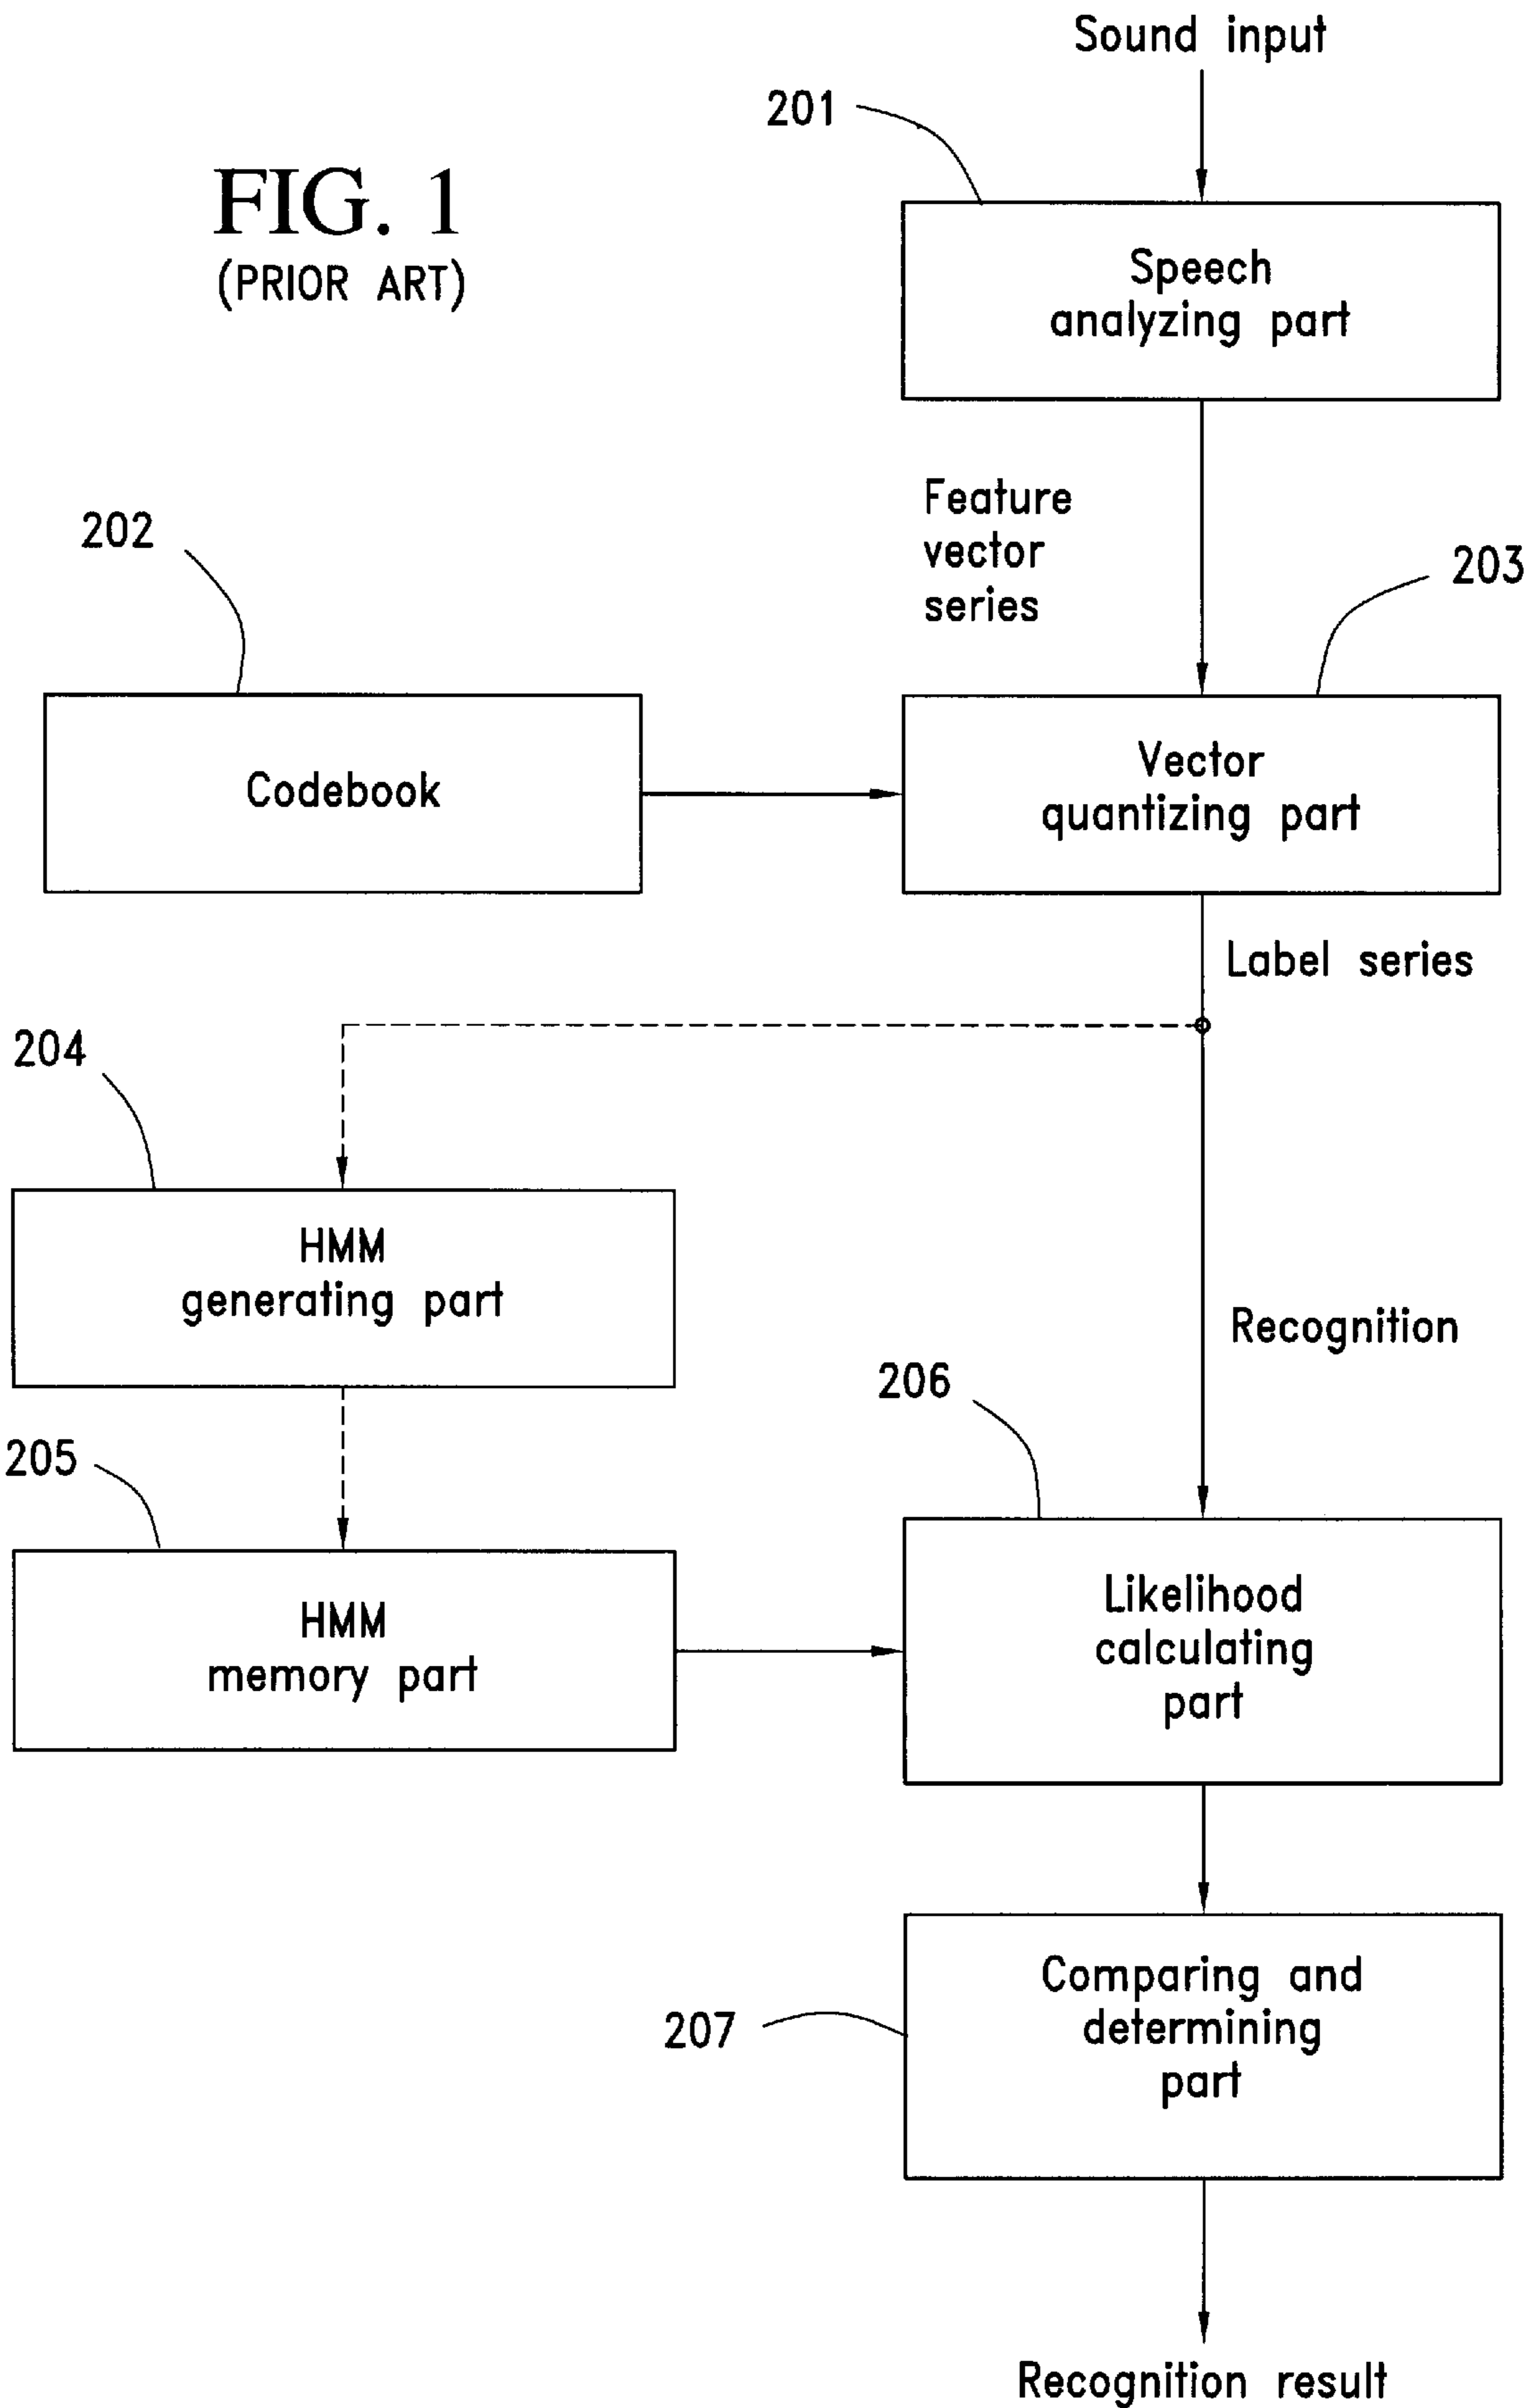 Sound input
201
FIG. 1
(PRIOR ART)
Speech
analyzing part
Feature
vector
series
202
203
Codebook
Vector
quantizing part
Label series
204
HMM
generating part
Recognition
206
205
HMM
memory part
Likelihood
calculating
part
Comparing and
determining
part
207
Recognition result